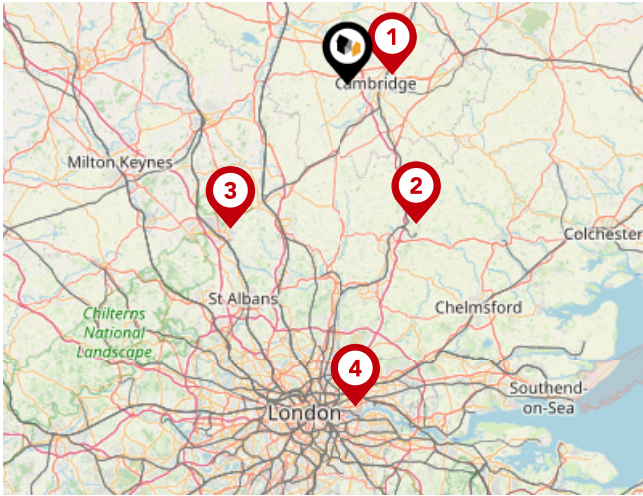 1
Cambridge
Milton Keynes
3
2
Colchester
St Albans
Chelmsford
Chilterns
National
Landscape
4
London
Southend-
on-Sea